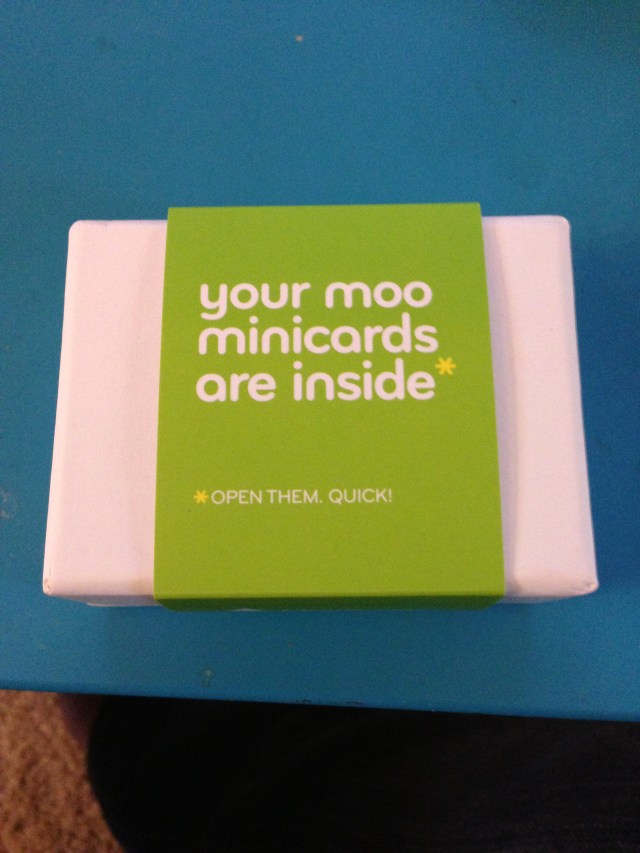 your moo
minicards
are inside*
*OPEN THEM. QUICK!